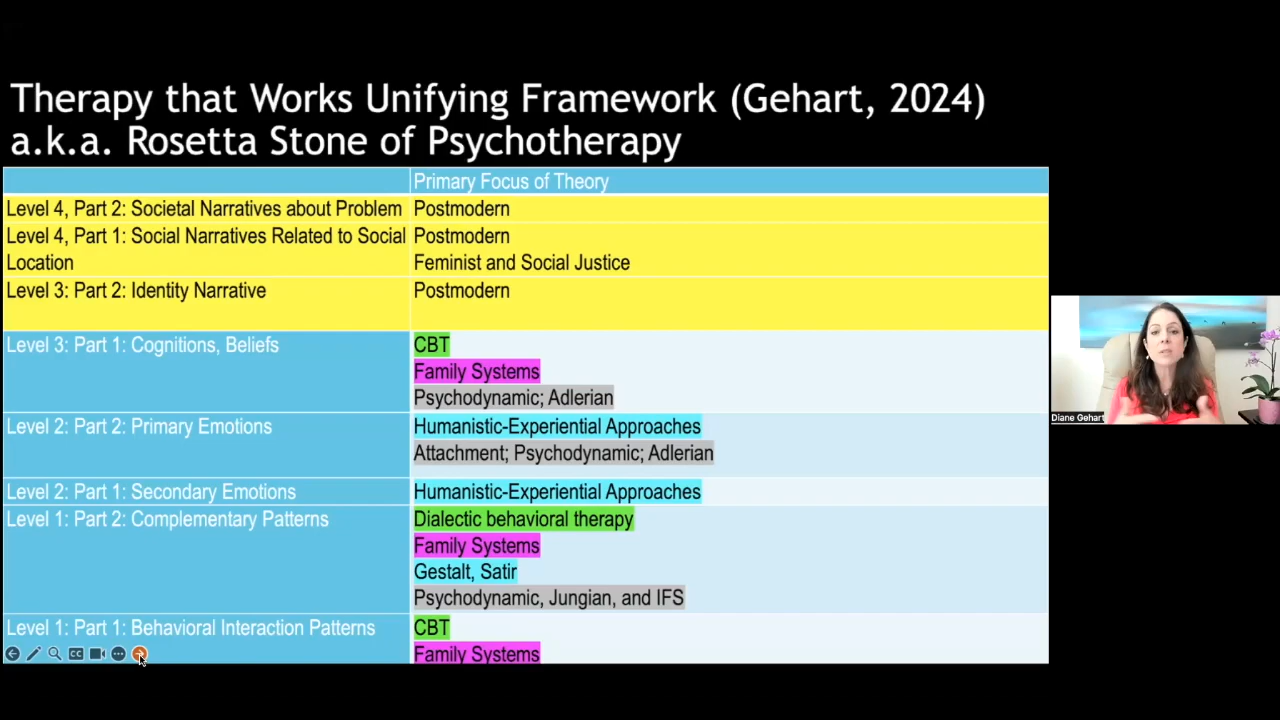 Therapy that Works Unifying Framework (Gehart, 2024)
a.k.a. Rosetta Stone of Psychotherapy
Primary Focus of Theory
Level 4, Part 2: Societal Narratives about Problem
Postmodern
Level 4, Part 1: Social Narratives Related to Social
Location
Postmodern
Feminist and Social Justice
Level 3: Part 2: Identity Narrative
Postmodern
Level 3: Part 1: Cognitions, Beliefs
CBT
Family Systems
Psychodynamic; Adlerian
Level 2: Part 2: Primary Emotions
Humanistic-Experiential Approaches
Attachment; Psychodynamic; Adlerian
Level 2: Part 1: Secondary Emotions
Humanistic-Experiential Approaches
Level 1: Part 2: Complementary Patterns
Dialectic behavioral therapy
Family Systems
Gestalt, Satir
Psychodynamic, Jungian, and IFS
Level 1: Part 1: Behavioral Interaction Patterns
CBT
Family Systems
CC
Diane Gehart